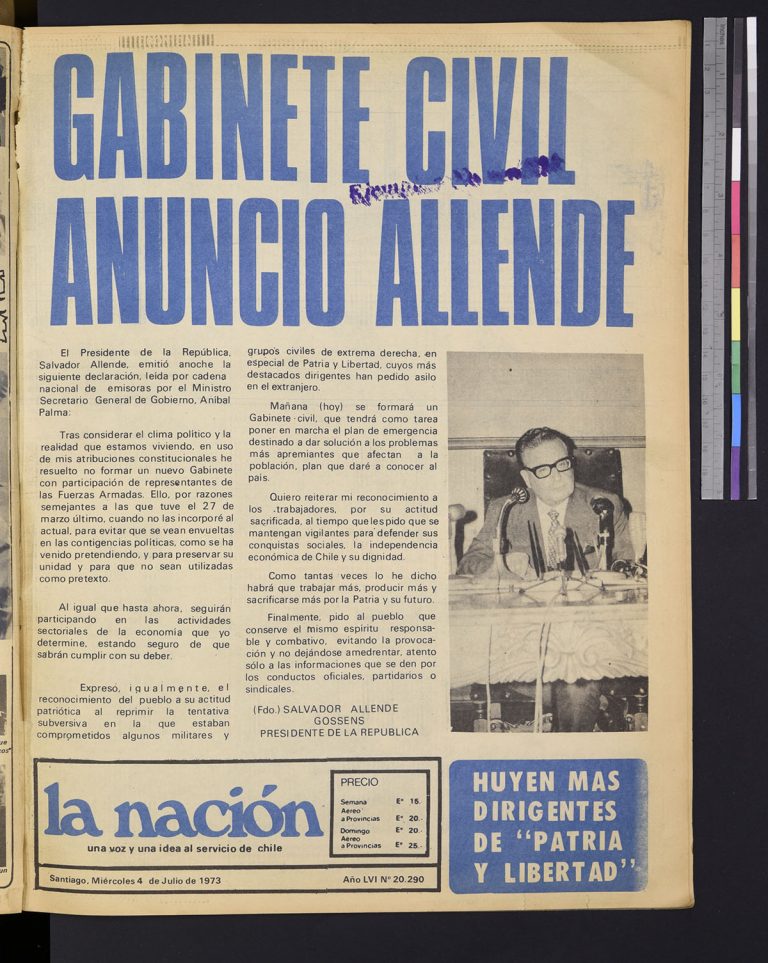 GABINETE CIVIL
ANUNCIO ALLENDE
El Presidente de la República,
Salvador Allende, emitió anoche la
siguiente declaración, leída por cadena
nacional de emisoras por el Ministro
Secretario General de Gobierno, Aníbal
Palma:
Tras considerar el clima político y la
realidad que estamos viviendo, en uso
de mis atribuciones constitucionales he
resuelto no formar un nuevo Gabinete
con participación de representantes de
las Fuerzas Armadas. Ello, por razones
semejantes a las que tuve el 27 de
marzo último, cuando no las incorporé al
actual, para evitar que se vean envueltas
en las contigencias políticas, como se ha
venido pretendiendo, y para preservar su
unidad y para que no sean utilizadas
como pretexto.
Al igual que hasta ahora, seguirán
participando en las actividades
sectoriales de la economía que yo
determine, estando seguro de que
sabrán cumplir con su deber.
Expresó, igualmente, el
reconocimiento del pueblo a su actitud
patriótica al reprimir la tentativa
subversiva en la que estaban
comprometidos algunos militares y
grupos civiles de extrema derecha, en
especial de Patria y Libertad, cuyos más
destacados dirigentes han pedido asilo
en el extranjero.
Mañana (hoy) se formará un
Gabinete civil, que tendrá como tarea
poner en marcha el plan de emergencia
destinado a dar solución a los problemas
más apremiantes que afectan a la
población, plan que daré a conocer al
país.
Quiero reiterar mi reconocimiento a
los trabajadores, por su actitud
sacrificada, al tiempo que les pido que se
mantengan vigilantes para defender sus
conquistas sociales, la independencia
económica de Chile y su dignidad.
Como tantas veces lo he dicho
habrá que trabajar más, producir más y
sacrificarse más por la Patria y su futuro.
Finalmente, pido al pueblo que
conserve el mismo espíritu responsa-
ble y combativo, evitando la provoca-
ción y no dejándose amedrentar, atento
sólo a las informaciones que se den por
los conductos oficiales, partidarios o
sindicales.
(Fdo.) SALVADOR ALLENDE
GOSSENS
PRESIDENTE DE LA REPUBLICA
la nación
una voz y una idea al servicio de chile
PRECIO
Semana E° 15.
Aéreo
a Provincias E° 20.-
Domingo E° 20.-
Aéreo
a Provincias E° 25.-
Santiago, Miércoles 4 de Julio de 1973 Año LVI N° 20.290
HUYEN MAS
DIRIGENTES
DE "PATRIA
Y LIBERTAD"